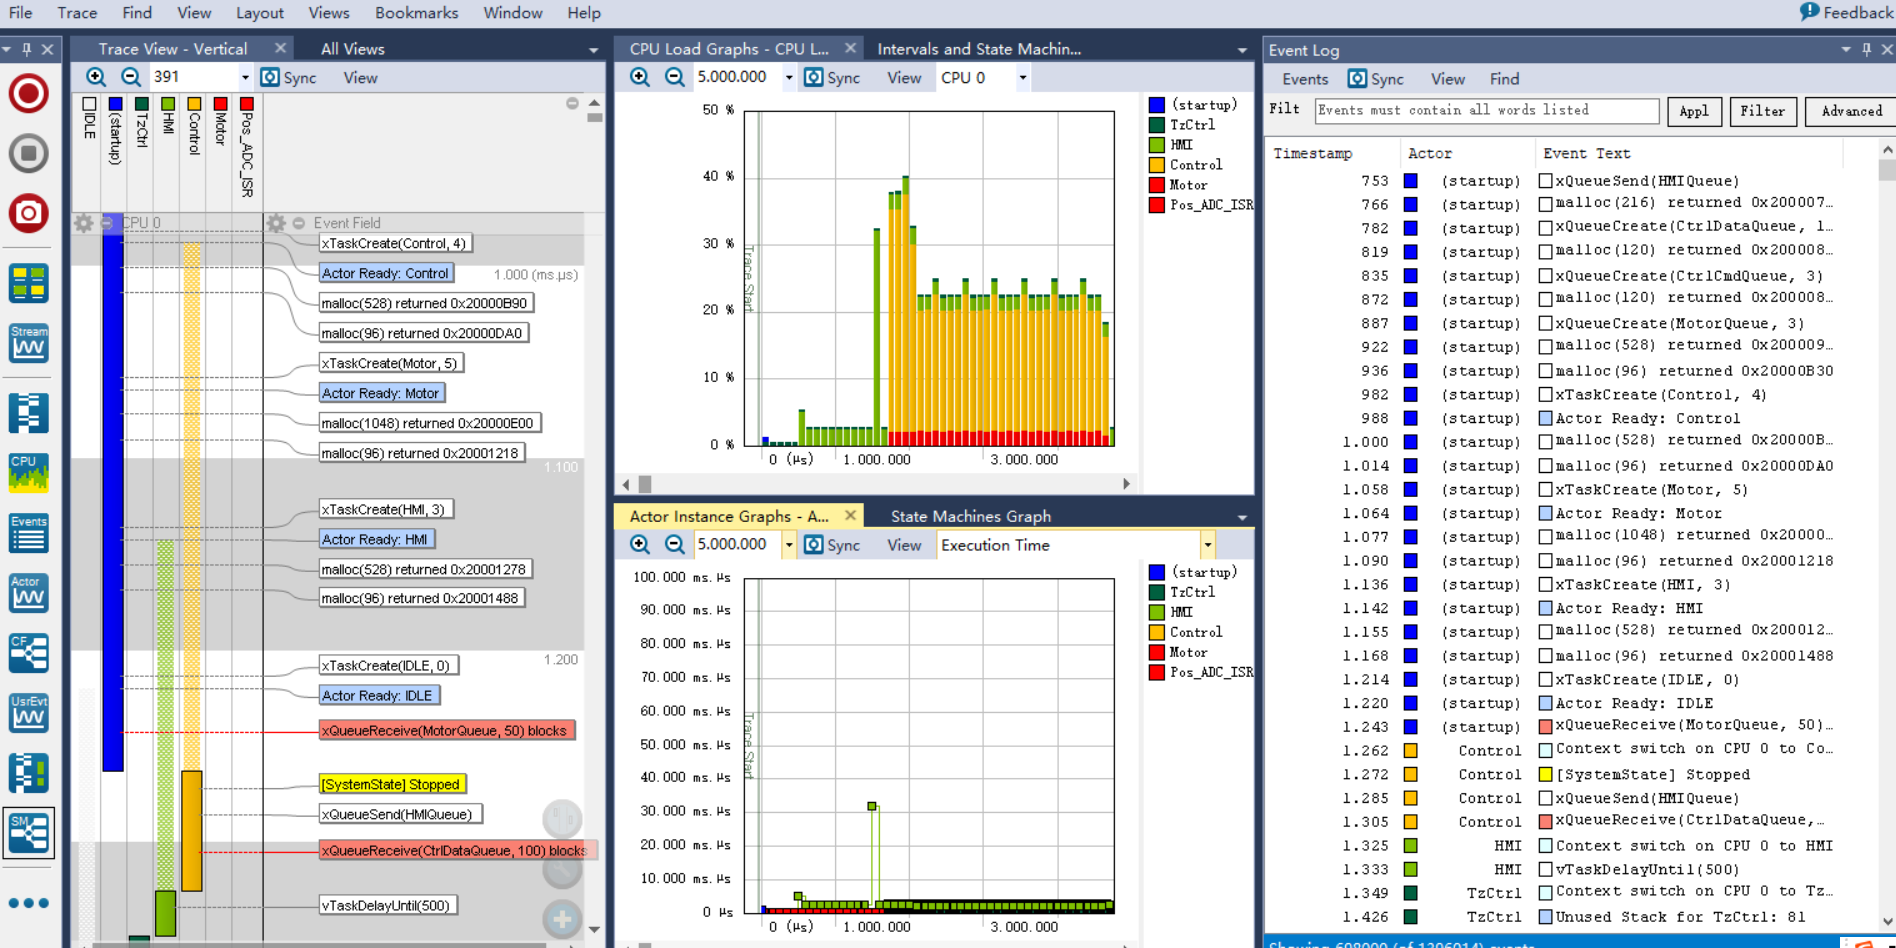 File Trace Find View Layout Views Bookmarks Window Help Feedback
Trace View - Vertical All Views
391 Sync View
IDLE
(startup)
TzCtrl
HMI
Control
Motor
Pos_ADC_ISR
CPU 0 Event Field
xTaskCreate(Control, 4)
Actor Ready: Control 1.000 (ms.µs)
malloc(528) returned 0x20000B90
malloc(96) returned 0x20000DA0
xTaskCreate(Motor, 5)
Actor Ready: Motor
malloc(1048) returned 0x20000E00
malloc(96) returned 0x20001218
1.100
xTaskCreate(HMI, 3)
Actor Ready: HMI
malloc(528) returned 0x20001278
malloc(96) returned 0x20001488
1.200
xTaskCreate(IDLE, 0)
Actor Ready: IDLE
xQueueReceive(MotorQueue, 50) blocks
[SystemState] Stopped
xQueueSend(HMIQueue)
xQueueReceive(CtrlDataQueue, 100) blocks
vTaskDelayUntil(500)
Stream
CPU
Events
Actor
CF
UsrEvt
SM
CPU Load Graphs - CPU L... Intervals and State Machin...
5.000.000 Sync View CPU 0
50 %
40 %
30 %
20 %
10 %
0 %
Trace Start
0 (µs) 1.000.000 3.000.000
(startup)
TzCtrl
HMI
Control
Motor
Pos_ADC_ISR
Actor Instance Graphs - A... State Machines Graph
5.000.000 Sync View Execution Time
100.000 ms.µs
90.000 ms.µs
80.000 ms.µs
70.000 ms.µs
60.000 ms.µs
50.000 ms.µs
40.000 ms.µs
30.000 ms.µs
20.000 ms.µs
10.000 ms.µs
0 µs
Trace Start
0 (µs) 1.000.000 3.000.000
(startup)
TzCtrl
HMI
Control
Motor
Pos_ADC_ISR
Event Log
Events Sync View Find
Filt Events must contain all words listed Appl Filter Advanced
Timestamp Actor Event Text
753 (startup) xQueueSend(HMIQueue)
766 (startup) malloc(216) returned 0x200007...
782 (startup) xQueueCreate(CtrlDataQueue, 1...
819 (startup) malloc(120) returned 0x200008...
835 (startup) xQueueCreate(CtrlCmdQueue, 3)
872 (startup) malloc(120) returned 0x200008...
887 (startup) xQueueCreate(MotorQueue, 3)
922 (startup) malloc(528) returned 0x200009...
936 (startup) malloc(96) returned 0x20000B30
982 (startup) xTaskCreate(Control, 4)
988 (startup) Actor Ready: Control
1.000 (startup) malloc(528) returned 0x20000B...
1.014 (startup) malloc(96) returned 0x20000DA0
1.058 (startup) xTaskCreate(Motor, 5)
1.064 (startup) Actor Ready: Motor
1.077 (startup) malloc(1048) returned 0x20000...
1.090 (startup) malloc(96) returned 0x20001218
1.136 (startup) xTaskCreate(HMI, 3)
1.142 (startup) Actor Ready: HMI
1.155 (startup) malloc(528) returned 0x200012...
1.168 (startup) malloc(96) returned 0x20001488
1.214 (startup) xTaskCreate(IDLE, 0)
1.220 (startup) Actor Ready: IDLE
1.243 (startup) xQueueReceive(MotorQueue, 50)...
1.262 Control Context switch on CPU 0 to Co...
1.272 Control [SystemState] Stopped
1.285 Control xQueueSend(HMIQueue)
1.305 Control xQueueReceive(CtrlDataQueue,...
1.325 HMI Context switch on CPU 0 to HMI
1.333 HMI vTaskDelayUntil(500)
1.349 TzCtrl Context switch on CPU 0 to Tz...
1.426 TzCtrl Unused Stack for TzCtrl: 81